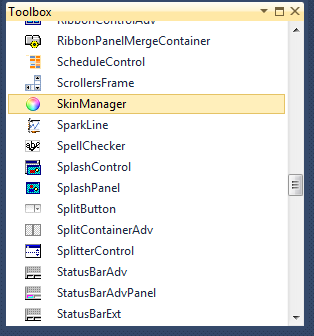 Toolbox
RibbonControlAdv
RibbonPanelMergeContainer
ScheduleControl
ScrollersFrame
SkinManager
SparkLine
SpellChecker
SplashControl
SplashPanel
SplitButton
SplitContainerAdv
SplitterControl
StatusBarAdv
StatusBarAdvPanel
StatusBarExt